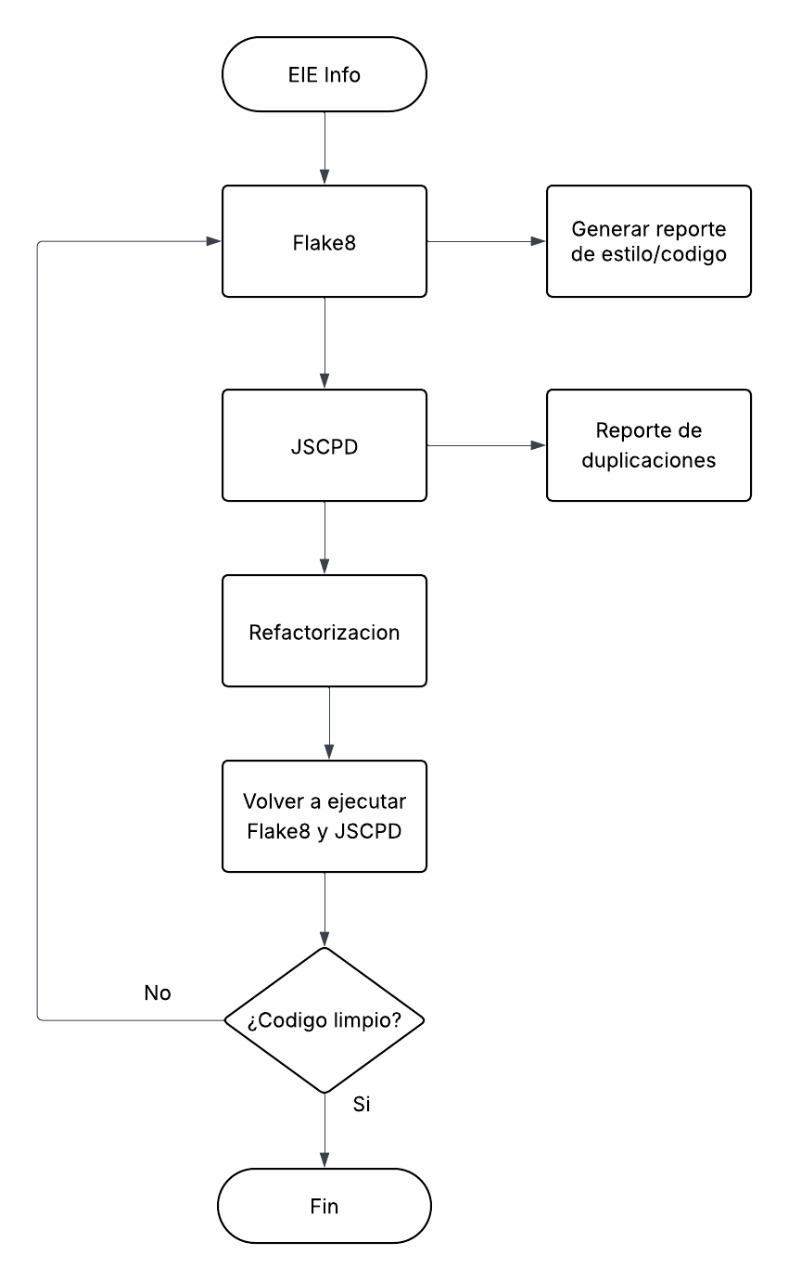 EIE Info
Flake8
Generar reporte
de estilo/codigo
JSCPD
Reporte de
duplicaciones
Refactorizacion
Volver a ejecutar
Flake8 y JSCPD
No
¿Codigo limpio?
Si
Fin